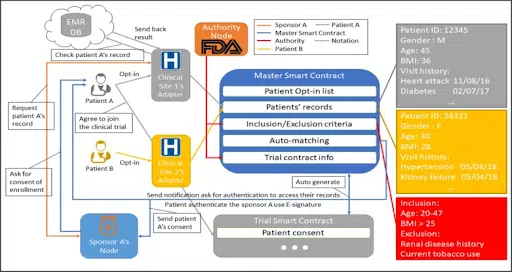 EMR
DB
Send back
result
Authority
Node
FDA
Sponsor A
Master Smart Contract
Authority
Patient B
Patient A
Patient A
Notation
Check patient A's record
Opt-in
Patient A
Clinical
Site 1's
Adapter
Request
patient A's
record
Agree to join
the clinical trial
Patient B
Opt-in
Clinical
Site 2's
Adapter
Ask for
consent of
enrollment
Master Smart Contract
Patient Opt-in list
Patients' records
Inclusion/Exclusion criteria
Auto-matching
Trial contract info
Auto generate
Send notification ask for authentication to access their records
Patient authenticate the sponsor A use E-signature
Sponsor A's
Node
Send patient
A's consent
Trial Smart Contract
Patient consent
Patient ID: 12345
Gender : M
Age: 45
BMI: 36
Visit history:
Heart attack 11/08/16
Diabetes 02/07/17
...
Patient ID: 54321
Gender : F
Age: 30
BMI: 28
Visit history:
Hypertension 05/04/18
Kidney failure 05/04/18
...
Inclusion:
Age: 20-47
BMI > 25
Exclusion:
Renai disease history
Current tobacco use